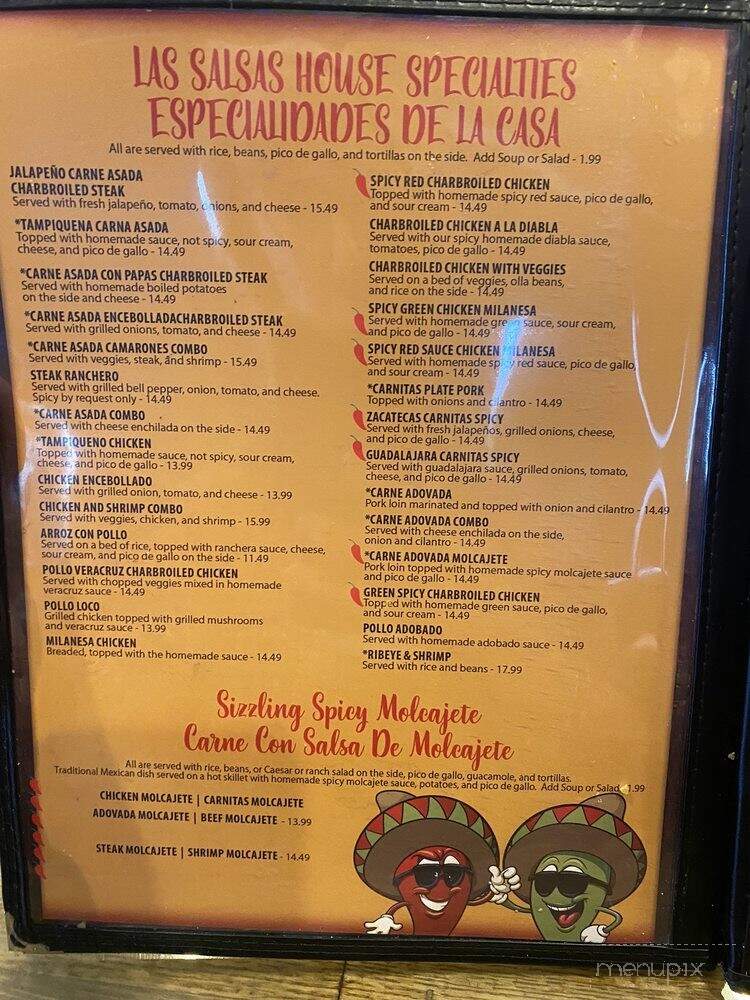 LAS SALSAS HOUSE SPECIALTIES
ESPECIALIDADES DE LA CASA
All are served with rice, beans, pico de gallo, and tortillas on the side. Add Soup or Salad - 1.99
JALAPEÑO CARNE ASADA
CHARBROILED STEAK
Served with fresh jalapeño, tomato, onions, and cheese - 15.49
*TAMPIQUENA CARNA ASADA
Topped with homemade sauce, not spicy, sour cream,
cheese, and pico de gallo - 14.49
*CARNE ASADA CON PAPAS CHARBROILED STEAK
Served with homemade boiled potatoes
on the side and cheese - 14.49
*CARNE ASADA ENCEBOLLADACHARBROILED STEAK
Served with grilled onions, tomato, and cheese - 14.49
*CARNE ASADA CAMARONES COMBO
Served with veggies, steak, and shrimp - 15.49
STEAK RANCHERO
Served with grilled bell pepper, onion, tomato, and cheese.
Spicy by request only - 14.49
*CARNE ASADA COMBO
Served with cheese enchilada on the side - 14.49
*TAMPIQUENO CHICKEN
Topped with homemade sauce, not spicy, sour cream,
cheese, and pico de gallo - 13.99
CHICKEN ENCEBOLLADO
Served with grilled onion, tomato, and cheese - 13.99
CHICKEN AND SHRIMP COMBO
Served with veggies, chicken, and shrimp - 15.99
ARROZ CON POLLO
Served on a bed of rice, topped with ranchera sauce, cheese,
sour cream, and pico de gallo on the side - 11.49
POLLO VERACRUZ CHARBROILED CHICKEN
Served with chopped veggies mixed in homemade
veracruz sauce - 14.49
POLLO LOCO
Grilled chicken topped with grilled mushrooms
and veracruz sauce - 13.99
MILANESA CHICKEN
Breaded, topped with the homemade sauce - 14.49
SPICY RED CHARBROILED CHICKEN
Topped with homemade spicy red sauce, pico de gallo,
and sour cream - 14.49
CHARBROILED CHICKEN A LA DIABLA
Served with our spicy homemade diabla sauce,
tomatoes, pico de gallo - 14.49
CHARBROILED CHICKEN WITH VEGGIES
Served on a bed of veggies, olla beans,
and rice on the side - 14.49
SPICY GREEN CHICKEN MILANESA
Served with homemade green sauce, sour cream,
and pico de gallo - 14.49
SPICY RED SAUCE CHICKEN MILANESA
Served with homemade spicy red sauce, pico de gallo,
and sour cream - 14.49
*CARNITAS PLATE PORK
Topped with onions and cilantro - 14.49
ZACATECAS CARNITAS SPICY
Served with fresh jalapeños, grilled onions, cheese,
and pico de gallo - 14.49
GUADALAJARA CARNITAS SPICY
Served with guadalajara sauce, grilled onions, tomato,
cheese, and pico de gallo - 14.49
*CARNE ADOVADA
Pork loin marinated and topped with onion and cilantro - 14.49
*CARNE ADOVADA COMBO
Served with cheese enchilada on the side,
onion and cilantro - 14.49
*CARNE ADOVADA MOLCAJETE
Pork loin topped with homemade spicy molcajete sauce
and pico de gallo - 14.49
GREEN SPICY CHARBROILED CHICKEN
Topped with homemade green sauce, pico de gallo,
and sour cream - 14.49
POLLO ADOBADO
Served with homemade adobado sauce - 14.49
*RIBEYE & SHRIMP
Served with rice and beans - 17.99
Sizzling Spicy Molcajete
Carne Con Salsa De Molcajete
All are served with rice, beans, or Caesar or ranch salad on the side, pico de gallo, guacamole, and tortillas.
Traditional Mexican dish served on a hot skillet with homemade spicy molcajete sauce, potatoes, and pico de gallo. Add Soup or Salad - 1.99
CHICKEN MOLCAJETE | CARNITAS MOLCAJETE
ADOVADA MOLCAJETE | BEEF MOLCAJETE - 13.99
STEAK MOLCAJETE | SHRIMP MOLCAJETE - 14.49
menupix